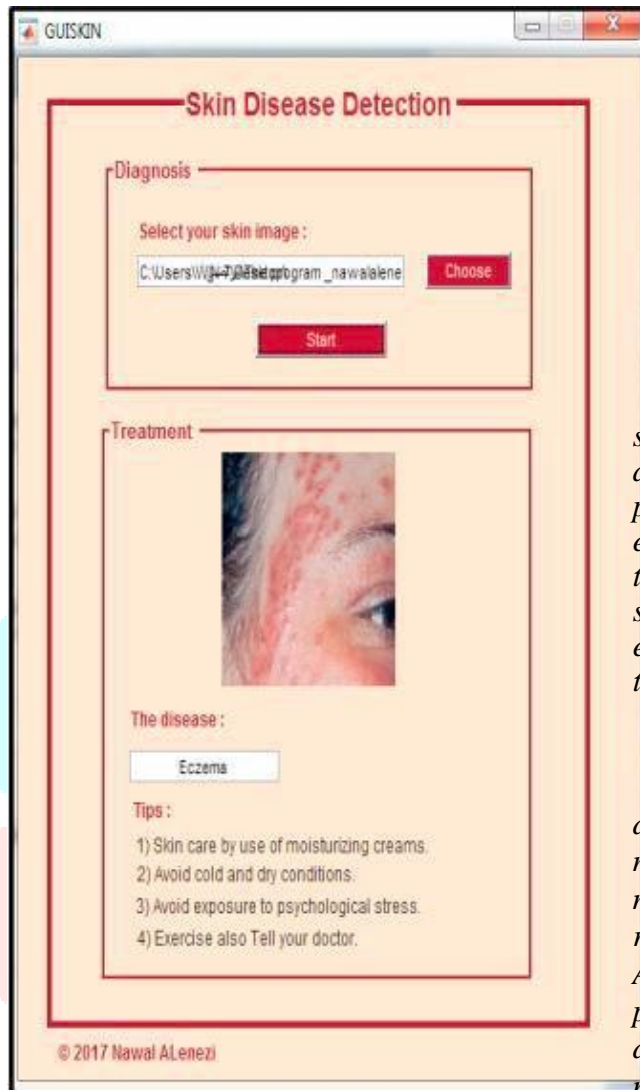 GUISKIN
Skin Disease Detection
Diagnosis
Select your skin image :
C:\Users\ program_nawalalene
Choose
Start
Treatment
The disease :
Eczema
Tips :
1) Skin care by use of moisturizing creams.
2) Avoid cold and dry conditions.
3) Avoid exposure to psychological stress.
4) Exercise also Tell your doctor.
© 2017 Nawal ALenezi